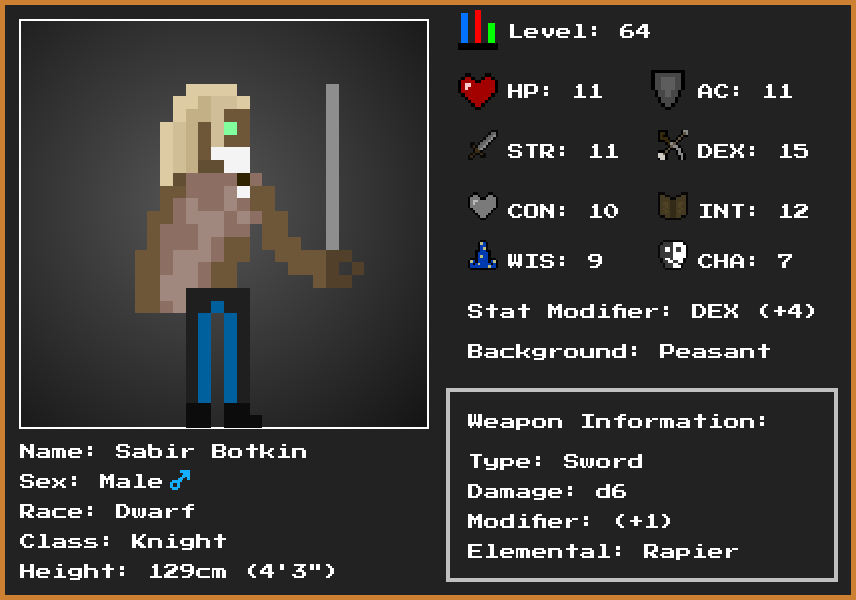 Level: 64
HP: 11 AC: 11
STR: 11 DEX: 15
CON: 10 INT: 12
WIS: 9 CHA: 7
Stat Modifier: DEX (+4)
Background: Peasant
Weapon Information:
Type: Sword
Damage: d6
Modifier: (+1)
Elemental: Rapier
Name: Sabir Botkin
Sex: Male♂
Race: Dwarf
Class: Knight
Height: 129cm (4'3")